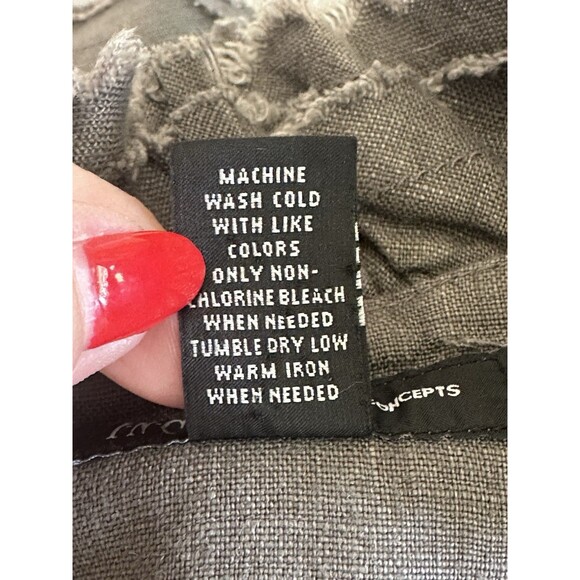 MACHINE
WASH COLD
WITH LIKE
COLORS
ONLY NON-
CHLORINE BLEACH
WHEN NEEDED
TUMBLE DRY LOW
WARM IRON
WHEN NEEDED
CONCEPTS